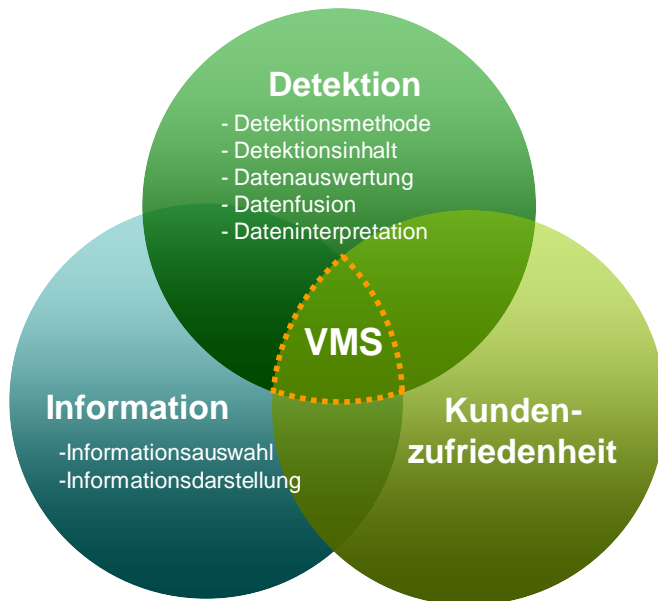 Detektion
- Detektionsmethode
- Detektionsinhalt
- Datenauswertung
- Datenfusion
- Dateninterpretation
VMS
Information
-Informationsauswahl
-Informationsdarstellung
Kunden-
zufriedenheit